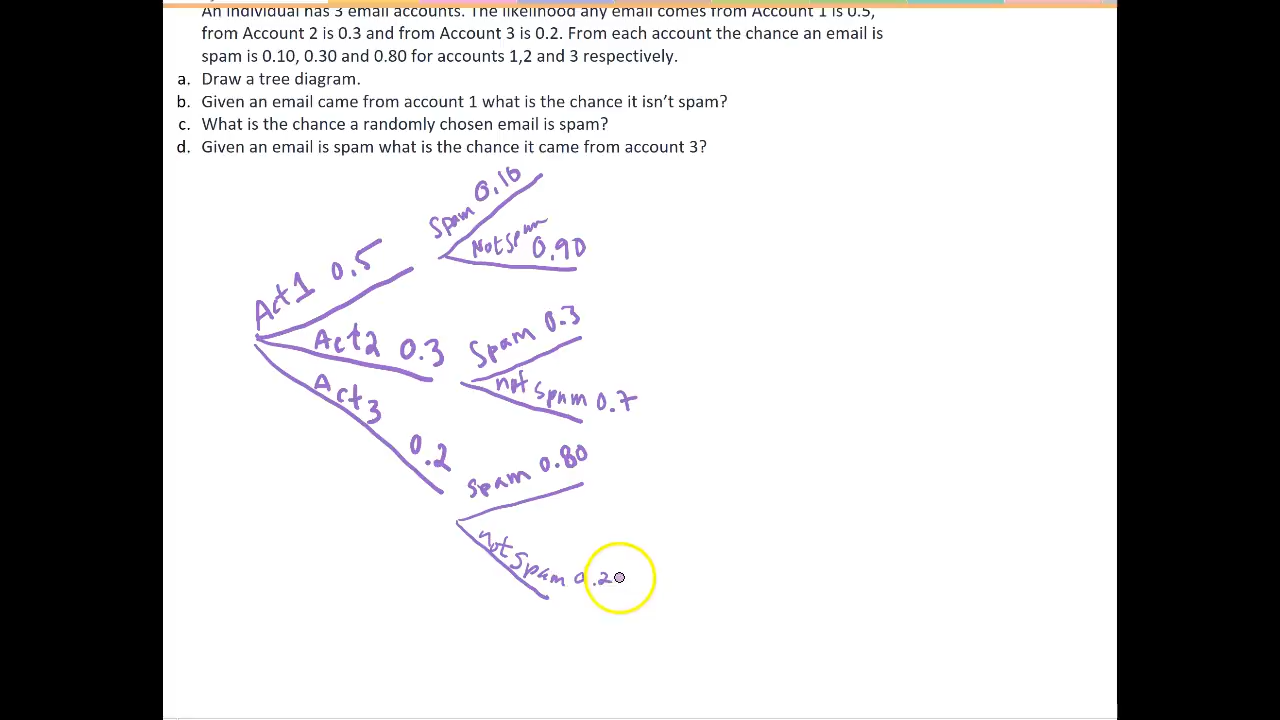 An individual has 3 email accounts. The likelihood any email comes from Account 1 is 0.5,
from Account 2 is 0.3 and from Account 3 is 0.2. From each account the chance an email is
spam is 0.10, 0.30 and 0.80 for accounts 1,2 and 3 respectively.
a. Draw a tree diagram.
b. Given an email came from account 1 what is the chance it isn’t spam?
c. What is the chance a randomly chosen email is spam?
d. Given an email is spam what is the chance it came from account 3?
Spam 0.10
Not Spam 0.90
Act 1 0.5
Spam 0.3
Act 2 0.3
not Spam 0.7
Act 3 0.2
Spam 0.80
not Spam 0.2